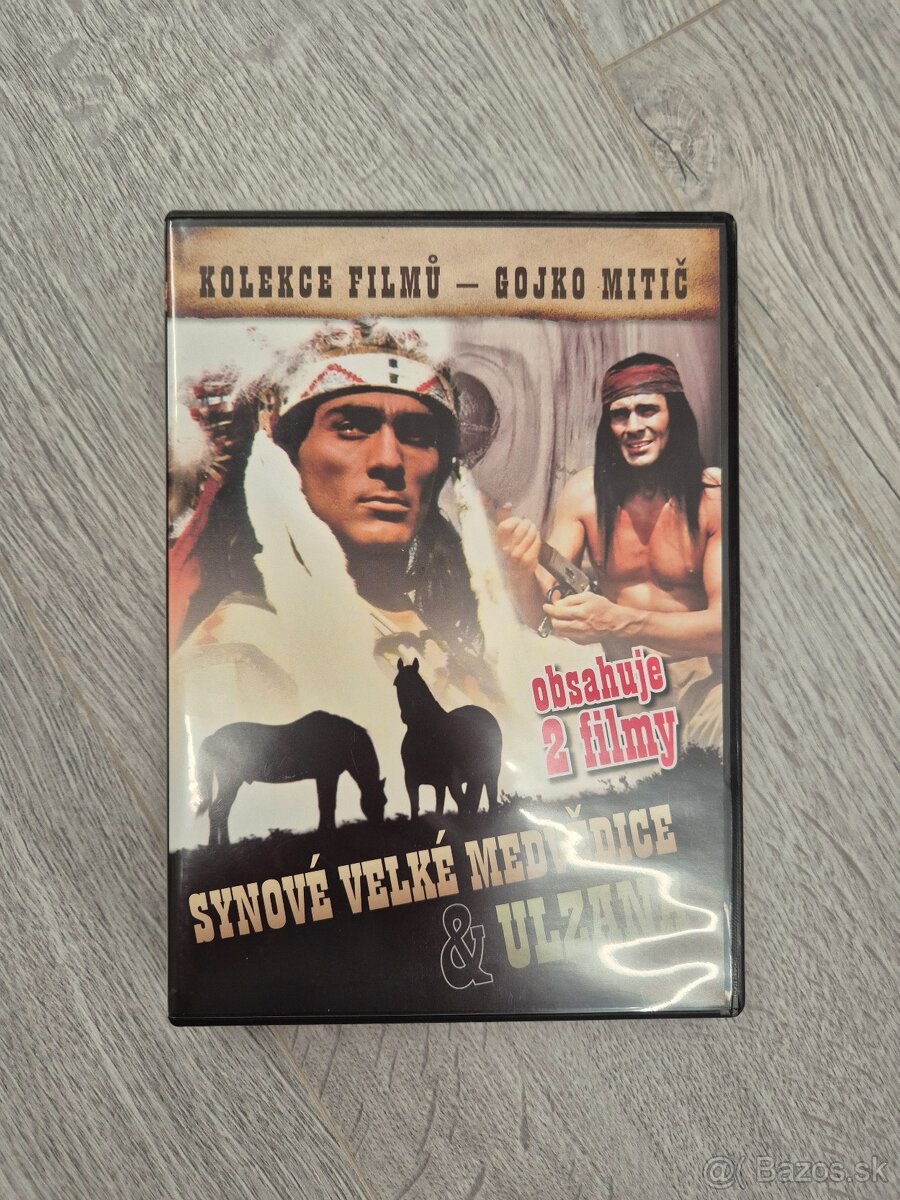 KOLEKCE FILMŮ – GOJKO MITIČ
obsahuje
2 filmy
SYNOVÉ VELKÉ MEDVĚDICE
& ULZANA
@( Bazos.sk